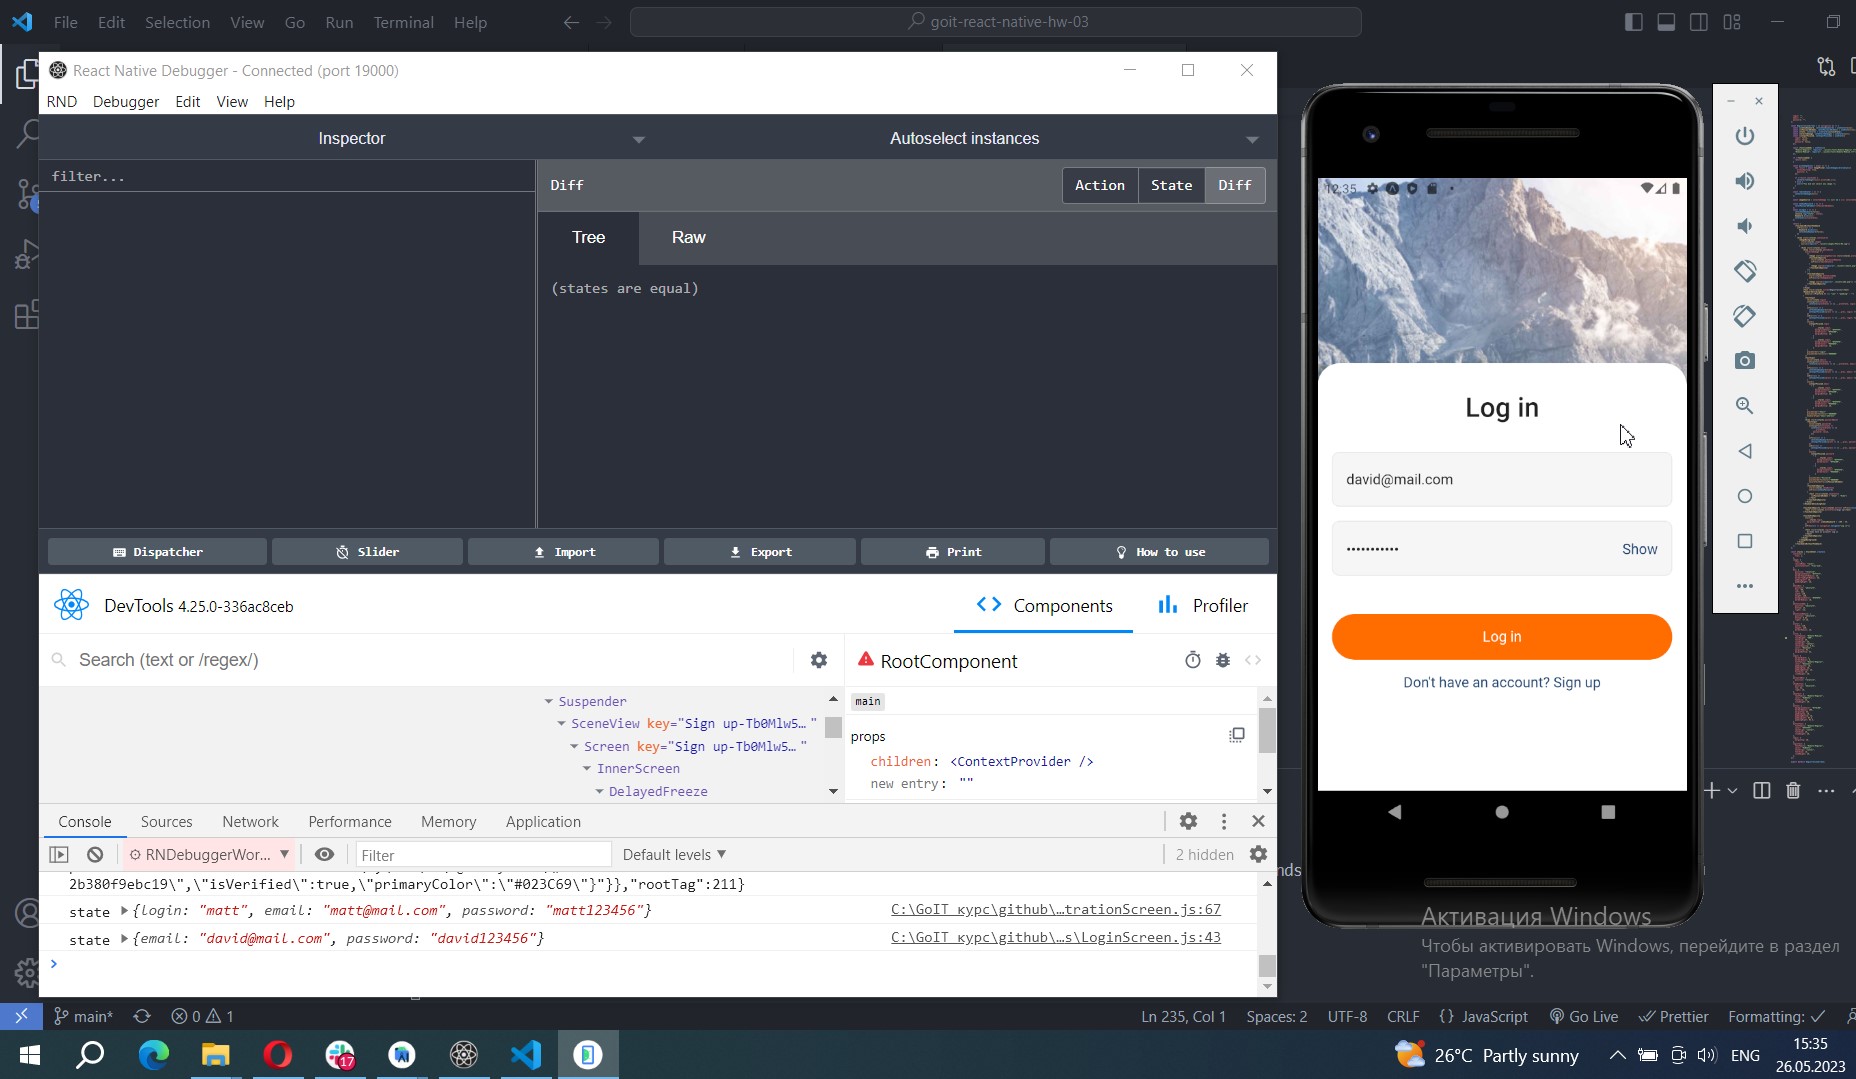 File Edit Selection View Go Run Terminal Help
goit-react-native-hw-03
React Native Debugger - Connected (port 19000)
RND Debugger Edit View Help
Inspector
Autoselect instances
filter...
Diff
Action State Diff
Tree Raw
(states are equal)
Dispatcher Slider Import Export Print How to use
DevTools 4.25.0-336ac8ceb
Components Profiler
Search (text or /regex/)
RootComponent
Suspender
SceneView key="Sign up-Tb0Mlw5…"
Screen key="Sign up-Tb0Mlw5…"
InnerScreen
DelayedFreeze
main
props
children: <ContextProvider />
new entry: ""
Console Sources Network Performance Memory Application
RNDebuggerWor... Filter Default levels 2 hidden
2b380f9ebc19\",\"isVerified\":true,\"primaryColor\":\"#023C69\"}"}},"rootTag":211}
state {login: "matt", email: "matt@mail.com", password: "matt123456"} C:\GoIT курс\github\…trationScreen.js:67
state {email: "david@mail.com", password: "david123456"} C:\GoIT курс\github\…s\LoginScreen.js:43
12:35
Log in
david@mail.com
••••••••••• Show
Log in
Don't have an account? Sign up
nds
Активация Windows
Чтобы активировать Windows, перейдите в раздел
"Параметры".
main* 0 1 Ln 235, Col 1 Spaces: 2 UTF-8 CRLF {} JavaScript Go Live Prettier Formating: ✓
17
26°C Partly sunny ENG
15:35
26.05.2023